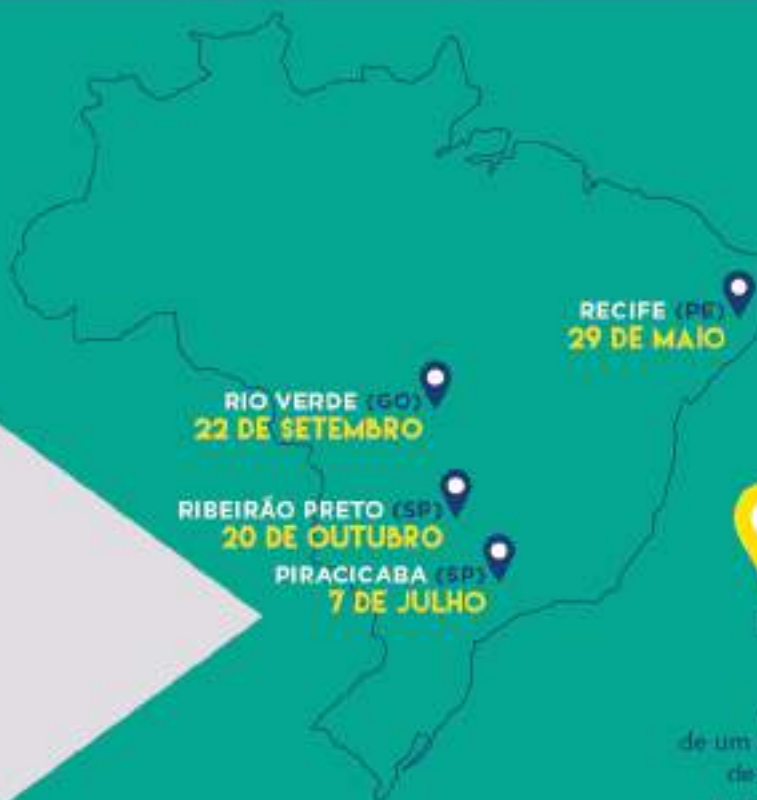 RECIFE (PE)
29 DE MAIO
RIO VERDE (GO)
22 DE SETEMBRO
RIBEIRÃO PRETO (SP)
20 DE OUTUBRO
PIRACICABA (SP)
7 DE JULHO
de um
de